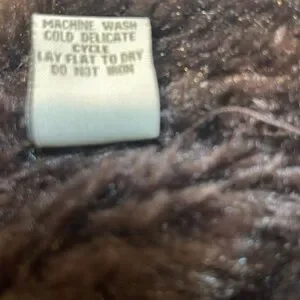 MACHINE WASH
COLD DELICATE
CYCLE
LAY FLAT TO DRY
DO NOT IRON